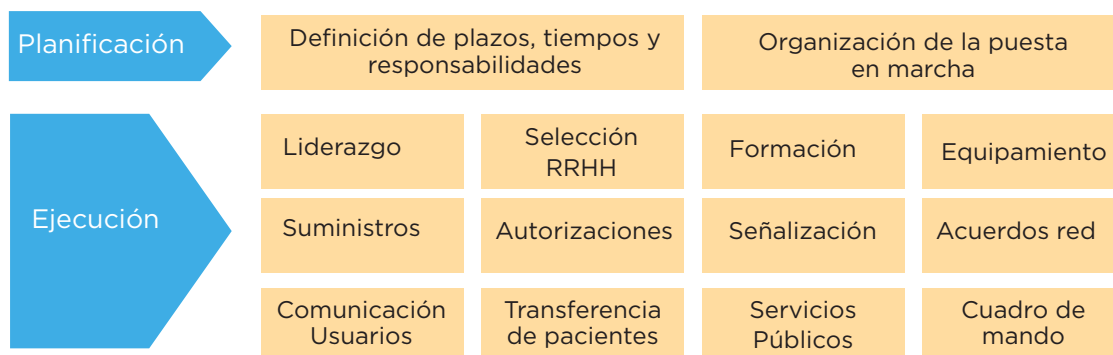 Planificación
Definición de plazos, tiempos y
responsabilidades
Organización de la puesta
en marcha
Ejecución
Liderazgo
Selección
RRHH
Formación
Equipamiento
Suministros
Autorizaciones
Señalización
Acuerdos red
Comunicación
Usuarios
Transferencia
de pacientes
Servicios
Públicos
Cuadro de
mando